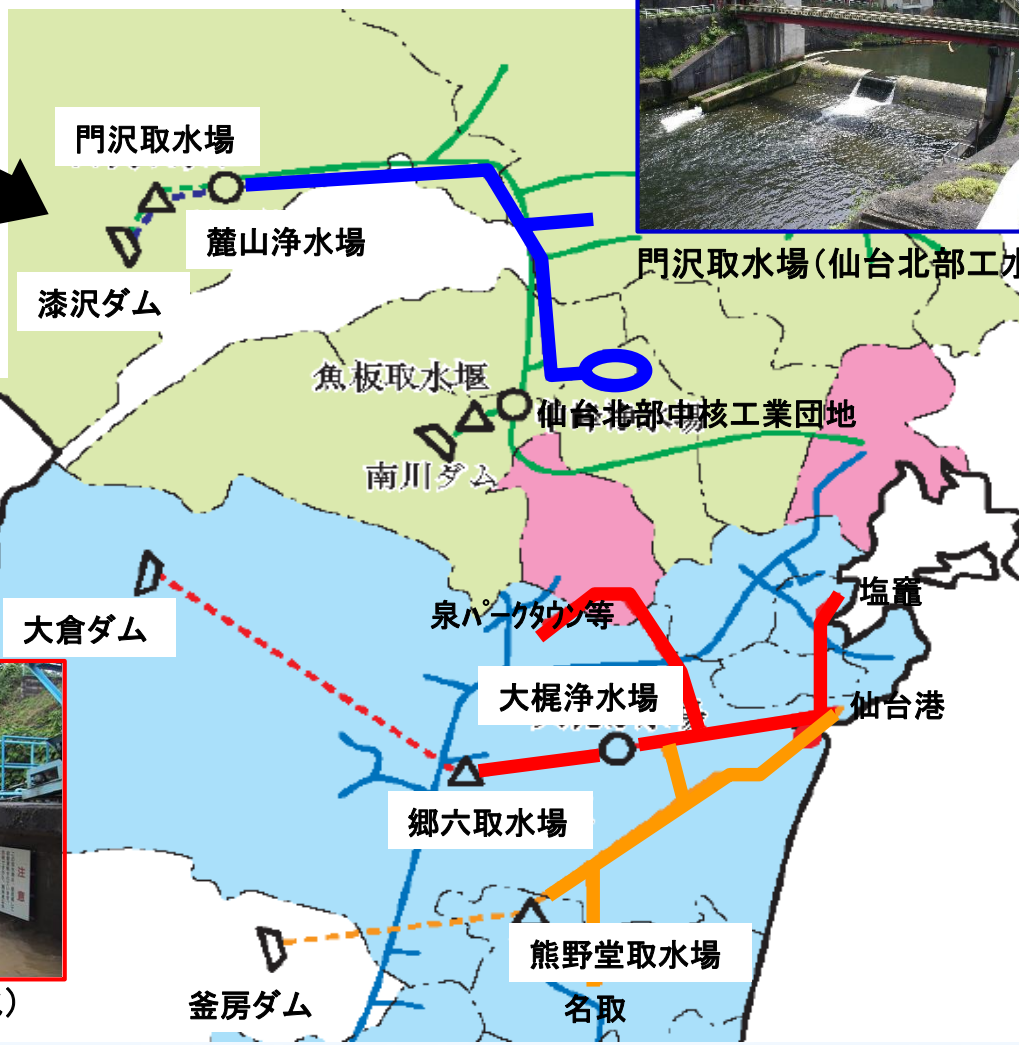 門沢取水場
麓山浄水場
漆沢ダム
門沢取水場(仙台北部工水
魚板取水堰
仙台北部中核工業団地
南川ダム
大倉ダム
泉パークタウン等
塩竈
大梶浄水場
仙台港
郷六取水場
注意
熊野堂取水場
釜房ダム
名取
)